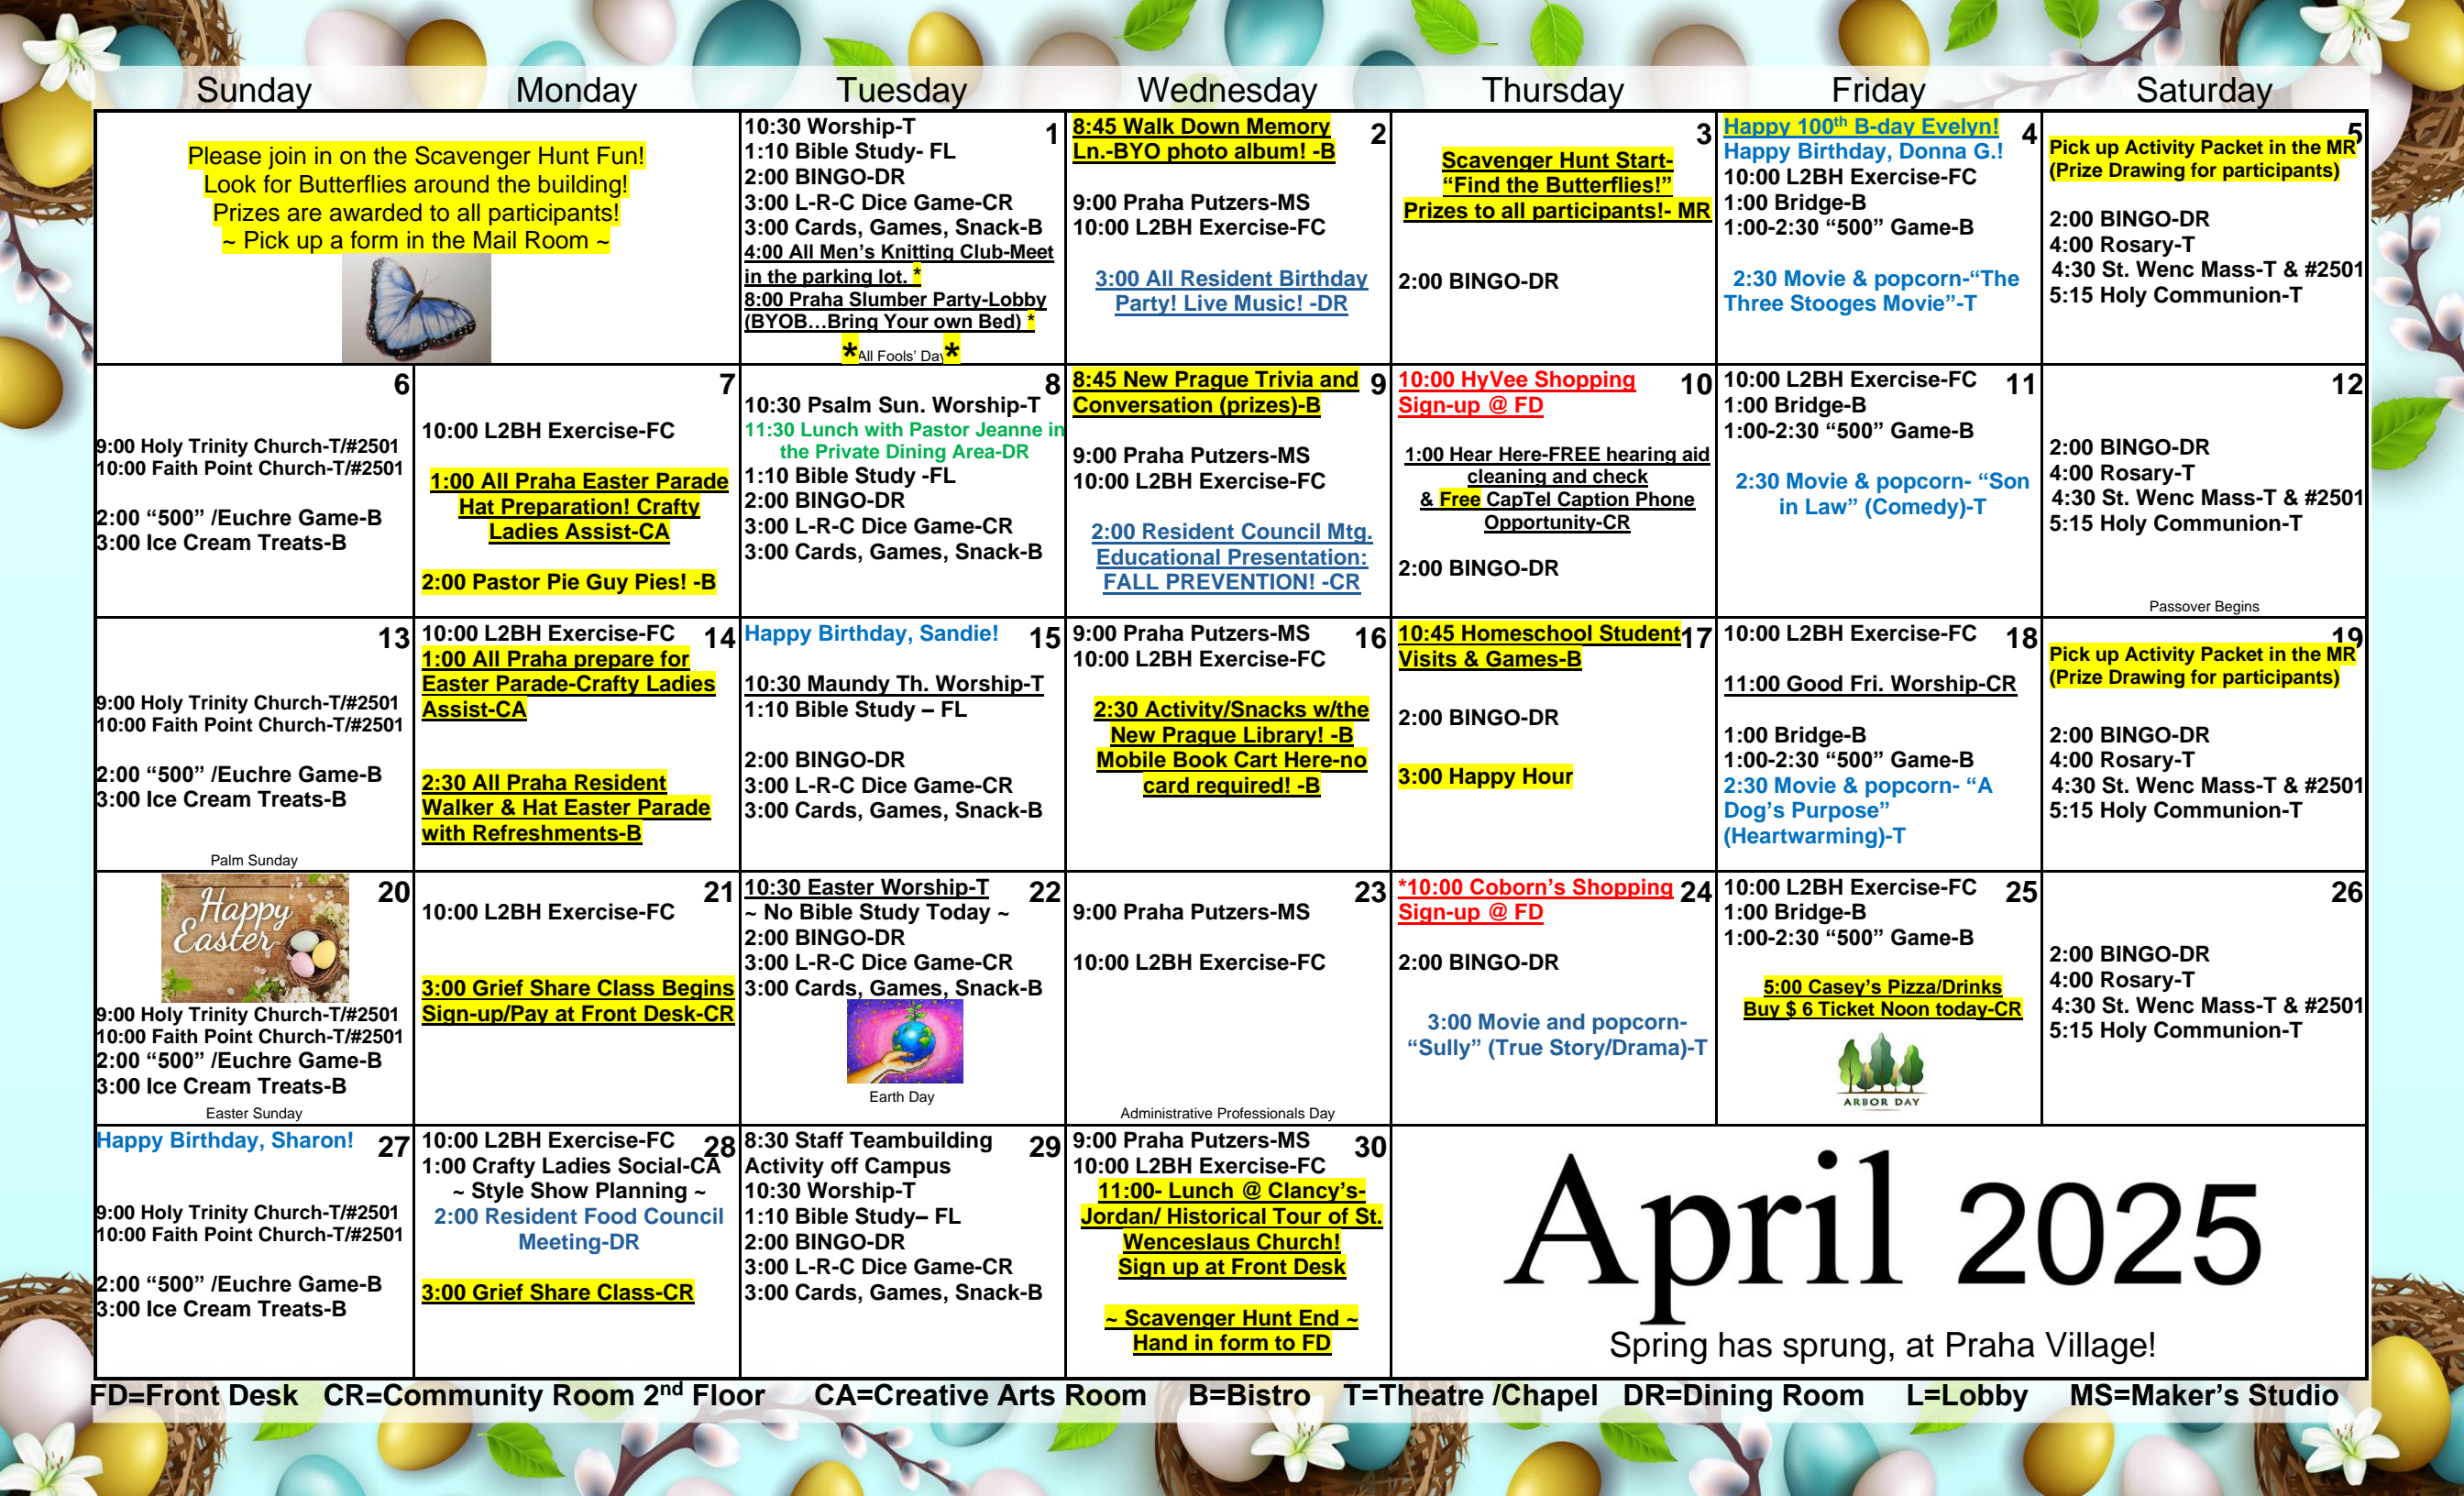 Sunday Monday Tuesday Wednesday Thursday Friday Saturday
Please join in on the Scavenger Hunt Fun!
Look for Butterflies around the building!
Prizes are awarded to all participants!
~ Pick up a form in the Mail Room ~
1
10:30 Worship-T
1:10 Bible Study- FL
2:00 BINGO-DR
3:00 L-R-C Dice Game-CR
3:00 Cards, Games, Snack-B
4:00 All Men's Knitting Club-Meet
in the parking lot. *
8:00 Praha Slumber Party-Lobby
(BYOB…Bring Your own Bed) *
*All Fools' Day*
2
8:45 Walk Down Memory
Ln.-BYO photo album! -B
9:00 Praha Putzers-MS
10:00 L2BH Exercise-FC
3:00 All Resident Birthday
Party! Live Music! -DR
3
Scavenger Hunt Start-
“Find the Butterflies!”
Prizes to all participants!- MR
2:00 BINGO-DR
4
Happy 100th B-day Evelyn!
Happy Birthday, Donna G.!
10:00 L2BH Exercise-FC
1:00 Bridge-B
1:00-2:30 “500” Game-B
2:30 Movie & popcorn-“The
Three Stooges Movie”-T
5
Pick up Activity Packet in the MR
(Prize Drawing for participants)
2:00 BINGO-DR
4:00 Rosary-T
4:30 St. Wenc Mass-T & #2501
5:15 Holy Communion-T
6
9:00 Holy Trinity Church-T/#2501
10:00 Faith Point Church-T/#2501
2:00 “500” /Euchre Game-B
3:00 Ice Cream Treats-B
7
10:00 L2BH Exercise-FC
1:00 All Praha Easter Parade
Hat Preparation! Crafty
Ladies Assist-CA
2:00 Pastor Pie Guy Pies! -B
8
10:30 Psalm Sun. Worship-T
11:30 Lunch with Pastor Jeanne in
the Private Dining Area-DR
1:10 Bible Study -FL
2:00 BINGO-DR
3:00 L-R-C Dice Game-CR
3:00 Cards, Games, Snack-B
9
8:45 New Prague Trivia and
Conversation (prizes)-B
9:00 Praha Putzers-MS
10:00 L2BH Exercise-FC
2:00 Resident Council Mtg.
Educational Presentation:
FALL PREVENTION! -CR
10
10:00 HyVee Shopping
Sign-up @ FD
1:00 Hear Here-FREE hearing aid
cleaning and check
& Free CapTel Caption Phone
Opportunity-CR
2:00 BINGO-DR
11
10:00 L2BH Exercise-FC
1:00 Bridge-B
1:00-2:30 “500” Game-B
2:30 Movie & popcorn- “Son
in Law” (Comedy)-T
12
2:00 BINGO-DR
4:00 Rosary-T
4:30 St. Wenc Mass-T & #2501
5:15 Holy Communion-T
Passover Begins
13
9:00 Holy Trinity Church-T/#2501
10:00 Faith Point Church-T/#2501
2:00 “500” /Euchre Game-B
3:00 Ice Cream Treats-B
Palm Sunday
14
10:00 L2BH Exercise-FC
1:00 All Praha prepare for
Easter Parade-Crafty Ladies
Assist-CA
2:30 All Praha Resident
Walker & Hat Easter Parade
with Refreshments-B
15
Happy Birthday, Sandie!
10:30 Maundy Th. Worship-T
1:10 Bible Study – FL
2:00 BINGO-DR
3:00 L-R-C Dice Game-CR
3:00 Cards, Games, Snack-B
16
9:00 Praha Putzers-MS
10:00 L2BH Exercise-FC
2:30 Activity/Snacks w/the
New Prague Library! -B
Mobile Book Cart Here-no
card required! -B
17
10:45 Homeschool Student
Visits & Games-B
2:00 BINGO-DR
3:00 Happy Hour
18
10:00 L2BH Exercise-FC
11:00 Good Fri. Worship-CR
1:00 Bridge-B
1:00-2:30 “500” Game-B
2:30 Movie & popcorn- “A
Dog's Purpose”
(Heartwarming)-T
19
Pick up Activity Packet in the MR
(Prize Drawing for participants)
2:00 BINGO-DR
4:00 Rosary-T
4:30 St. Wenc Mass-T & #2501
5:15 Holy Communion-T
20
Happy
Easter
9:00 Holy Trinity Church-T/#2501
10:00 Faith Point Church-T/#2501
2:00 “500” /Euchre Game-B
3:00 Ice Cream Treats-B
Easter Sunday
21
10:00 L2BH Exercise-FC
3:00 Grief Share Class Begins
Sign-up/Pay at Front Desk-CR
22
10:30 Easter Worship-T
~ No Bible Study Today ~
2:00 BINGO-DR
3:00 L-R-C Dice Game-CR
3:00 Cards, Games, Snack-B
Earth Day
23
9:00 Praha Putzers-MS
10:00 L2BH Exercise-FC
Administrative Professionals Day
24
*10:00 Coborn's Shopping
Sign-up @ FD
2:00 BINGO-DR
3:00 Movie and popcorn-
“Sully” (True Story/Drama)-T
25
10:00 L2BH Exercise-FC
1:00 Bridge-B
1:00-2:30 “500” Game-B
5:00 Casey's Pizza/Drinks
Buy $ 6 Ticket Noon today-CR
ARBOR DAY
26
2:00 BINGO-DR
4:00 Rosary-T
4:30 St. Wenc Mass-T & #2501
5:15 Holy Communion-T
27
Happy Birthday, Sharon!
9:00 Holy Trinity Church-T/#2501
10:00 Faith Point Church-T/#2501
2:00 “500” /Euchre Game-B
3:00 Ice Cream Treats-B
28
10:00 L2BH Exercise-FC
1:00 Crafty Ladies Social-CA
~ Style Show Planning ~
2:00 Resident Food Council
Meeting-DR
3:00 Grief Share Class-CR
29
8:30 Staff Teambuilding
Activity off Campus
10:30 Worship-T
1:10 Bible Study– FL
2:00 BINGO-DR
3:00 L-R-C Dice Game-CR
3:00 Cards, Games, Snack-B
30
9:00 Praha Putzers-MS
10:00 L2BH Exercise-FC
11:00- Lunch @ Clancy's-
Jordan/ Historical Tour of St.
Wenceslaus Church!
Sign up at Front Desk
~ Scavenger Hunt End ~
Hand in form to FD
April 2025
Spring has sprung, at Praha Village!
FD=Front Desk CR=Community Room 2nd Floor CA=Creative Arts Room B=Bistro T=Theatre /Chapel DR=Dining Room L=Lobby MS=Maker's Studio